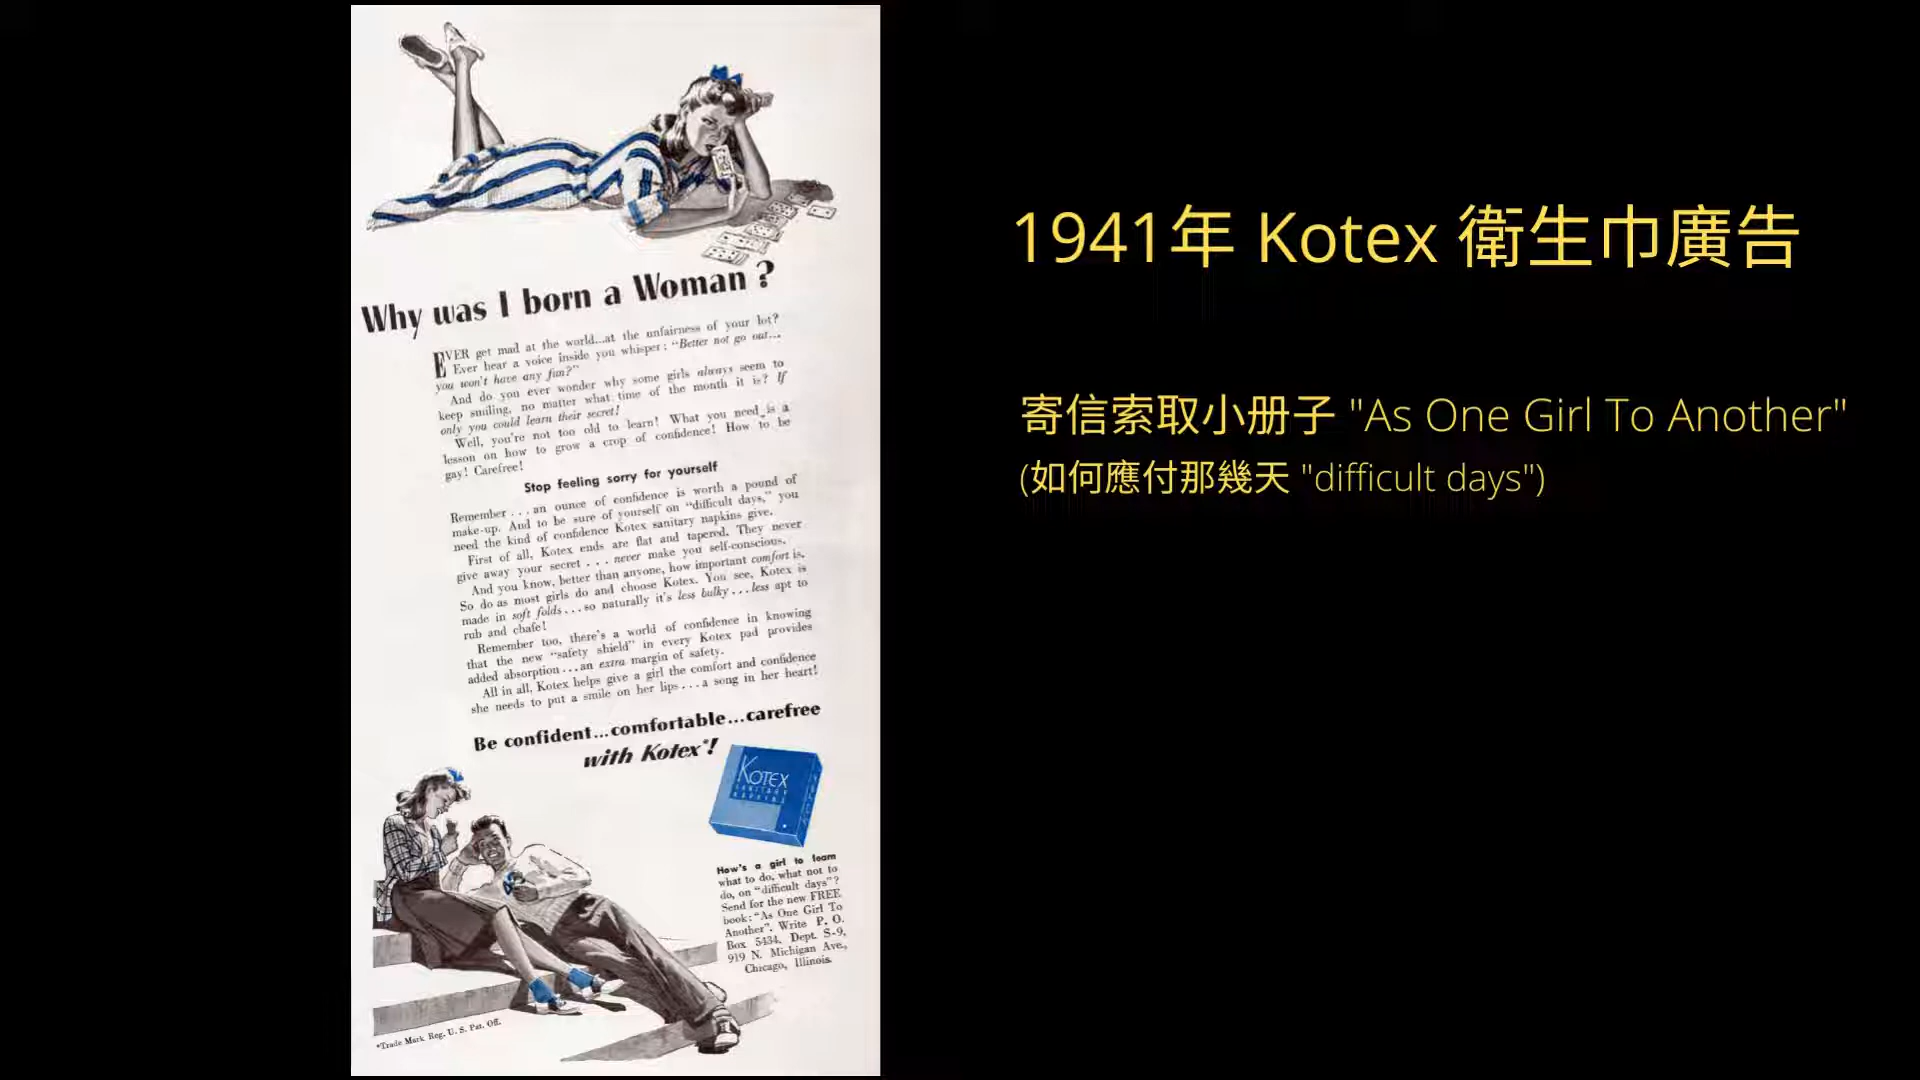 Why was I born a Woman?
EVER get mad at the world...at the unfairness of your lot?
Ever hear a voice inside you whisper: "Better not go out...
you won't have any fun?"
And do you ever wonder why some girls always seem to
keep smiling, no matter what time of the month it is? If
only you could learn their secret!
Well, you're not too old to learn! What you need is a
lesson on how to grow a crop of confidence! How to be
gay! Carefree!
Stop feeling sorry for yourself
Remember . . . an ounce of confidence is worth a pound of
make-up. And to be sure of yourself on "difficult days," you
need the kind of confidence Kotex sanitary napkins give.
First of all, Kotex ends are flat and tapered. They never
give away your secret . . . never make you self-conscious.
And you know, better than anyone, how important comfort is.
So do as most girls do and choose Kotex. You see, Kotex is
made in soft folds...so naturally it's less bulky...less apt to
rub and chafe!
Remember too, there's a world of confidence in knowing
that the new "safety shield" in every Kotex pad provides
added absorption...an extra margin of safety.
All in all, Kotex helps give a girl the comfort and confidence
she needs to put a smile on her lips...a song in her heart!
Be confident...comfortable...carefree
with Kotex*!
KOTEX
SANITARY
NAPKINS
How's a girl to learn
what to do, what not to
do, on "difficult days"?
Send for the new FREE
book: "As One Girl To
Another". Write P. O.
Box 5434, Dept. S-9,
919 N. Michigan Ave.,
Chicago, Illinois.
*Trade Mark Reg. U. S. Pat. Off.
1941年 Kotex 衛生巾廣告
寄信索取小册子 "As One Girl To Another"
(如何應付那幾天 "difficult days")